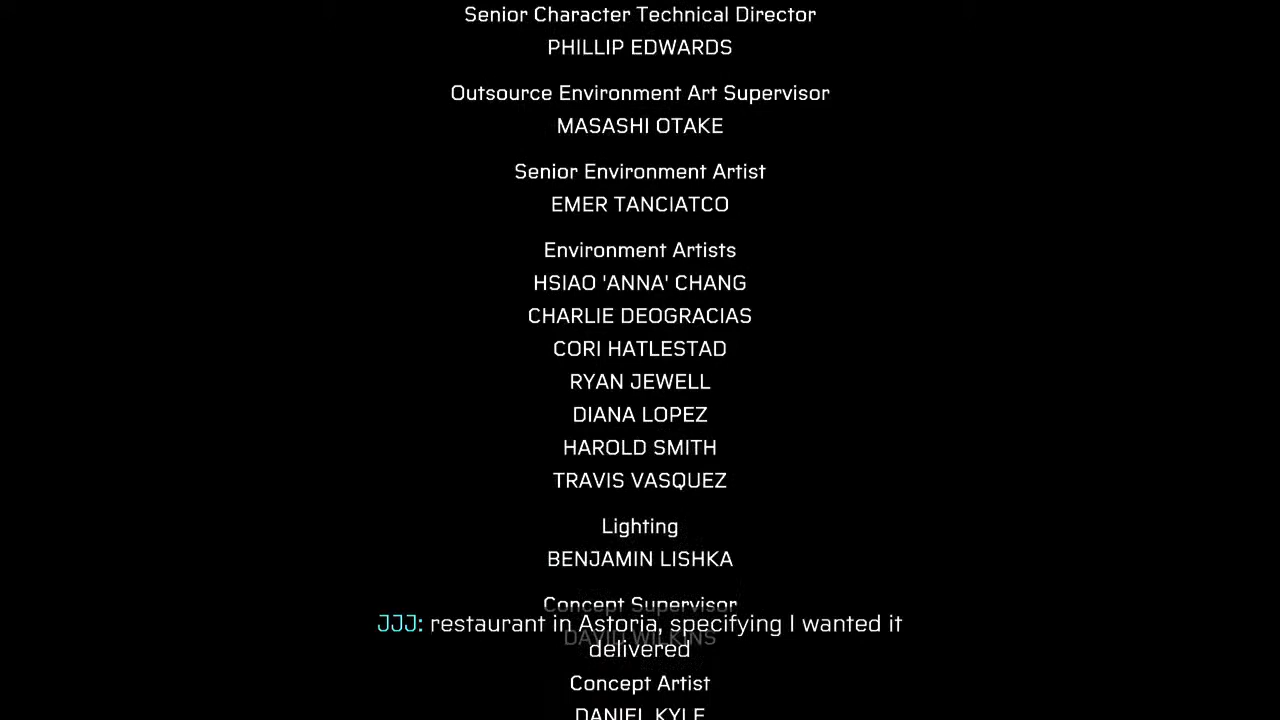 Senior Character Technical Director
PHILLIP EDWARDS
Outsource Environment Art Supervisor
MASASHI OTAKE
Senior Environment Artist
EMER TANCIATCO
Environment Artists
HSIAO 'ANNA' CHANG
CHARLIE DEOGRACIAS
CORI HATLESTAD
RYAN JEWELL
DIANA LOPEZ
HAROLD SMITH
TRAVIS VASQUEZ
Lighting
BENJAMIN LISHKA
Concept Supervisor
JJJ: restaurant in Astoria, specifying I wanted it
DAVID WILKINS
delivered
Concept Artist
DANIEL KYLE